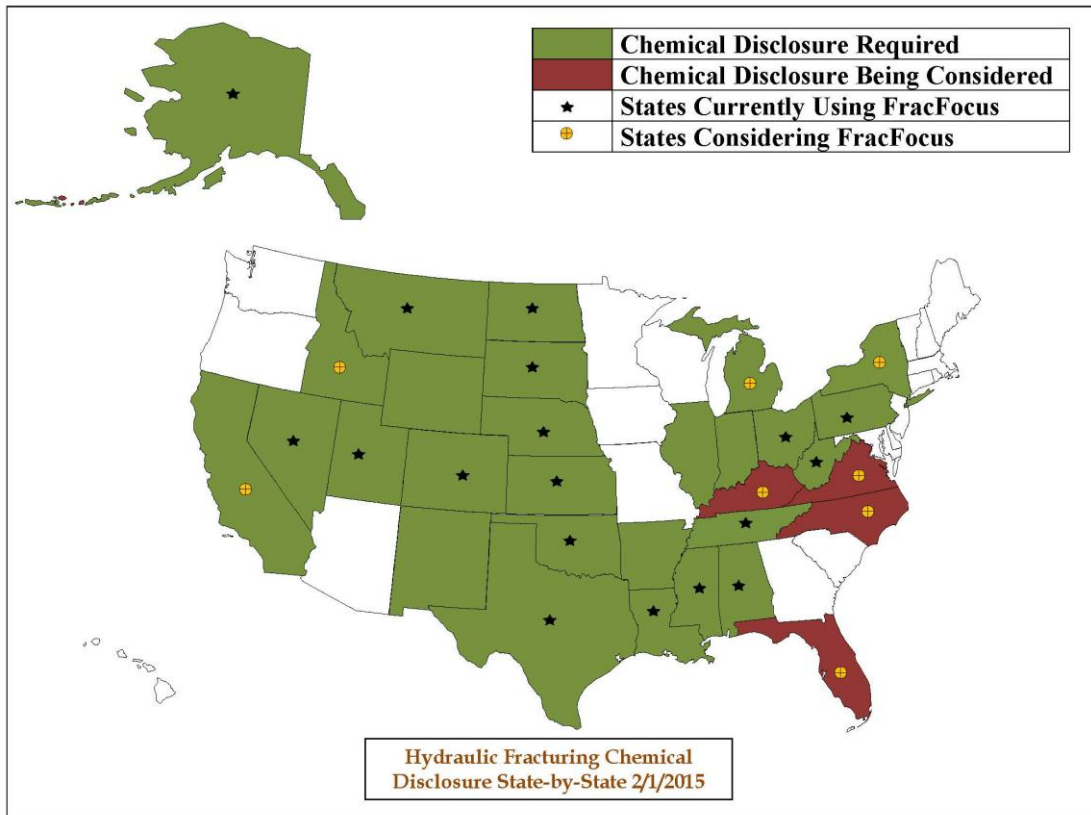 Chemical Disclosure Required
Chemical Disclosure Being Considered
States Currently Using FracFocus
States Considering FracFocus
Hydraulic Fracturing Chemical
Disclosure State-by-State 2/1/2015